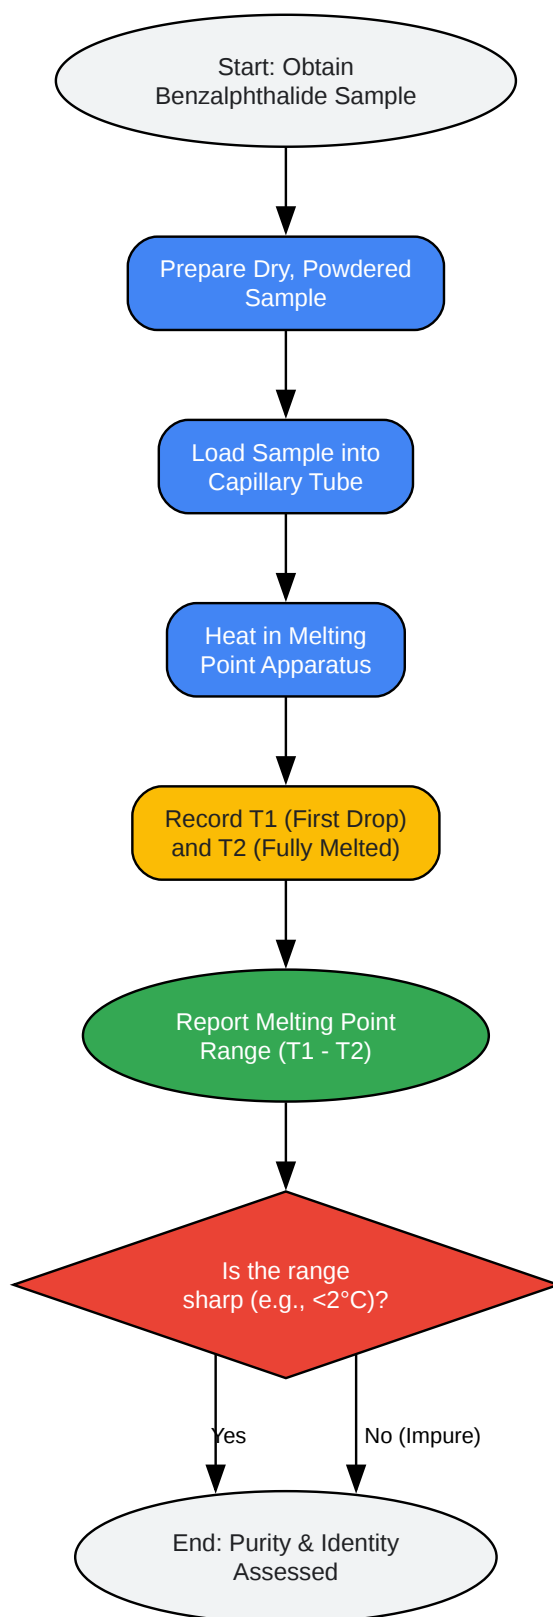 Start: Obtain
Benzalphthalide Sample
Prepare Dry, Powdered
Sample
Load Sample into
Capillary Tube
Heat in Melting
Point Apparatus
Record T1 (First Drop)
and T2 (Fully Melted)
Report Melting Point
Range (T1 - T2)
Is the range
sharp (e.g., <2°C)?
Yes
No (Impure)
End: Purity & Identity
Assessed